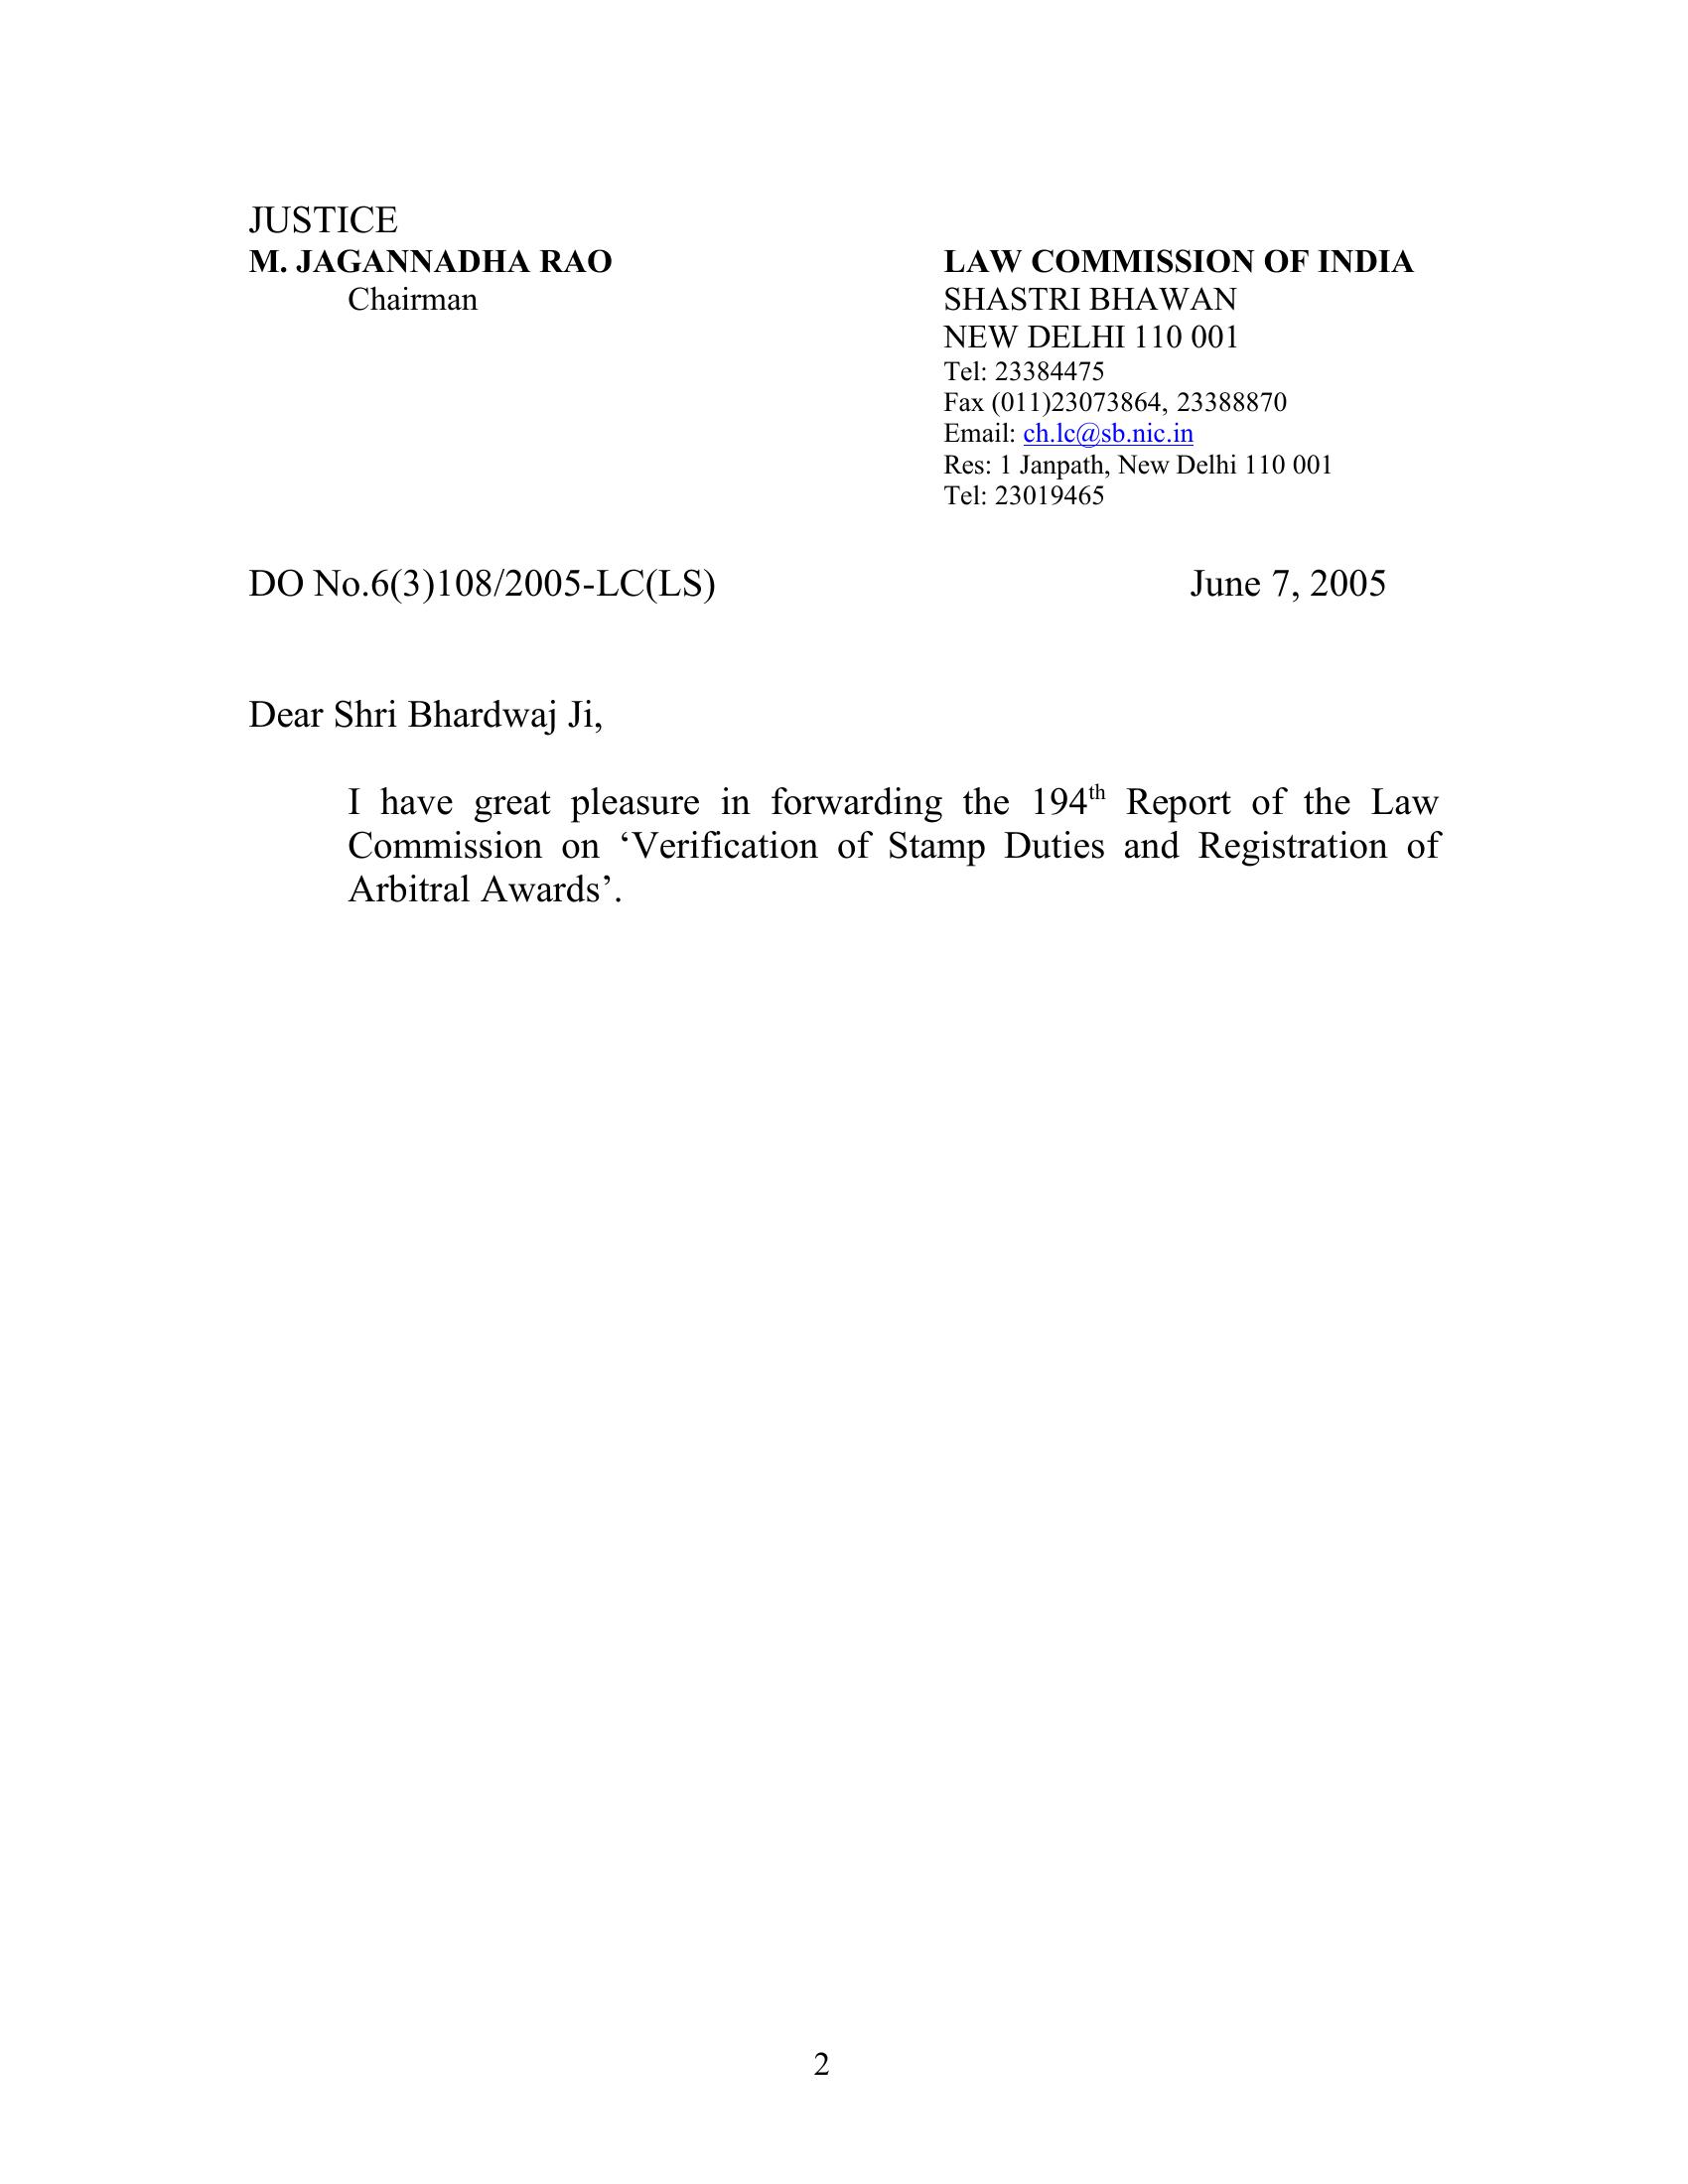 JUSTICE
M. JAGANNADHA RAO
Chairman
LAW COMMISSION OF INDIA
SHASTRI BHAWAN
NEW DELHI 110 001
Tel: 23384475
Fax (011)23073864, 23388870
Email: ch.lc@sb.nic.in
Res: 1 Janpath, New Delhi 110 001
Tel: 23019465
DO No.6(3)108/2005-LC(LS) June 7, 2005
Dear Shri Bhardwaj Ji,
I have great pleasure in forwarding the 194th Report of the Law
Commission on ‘Verification of Stamp Duties and Registration of
Arbitral Awards’.
2